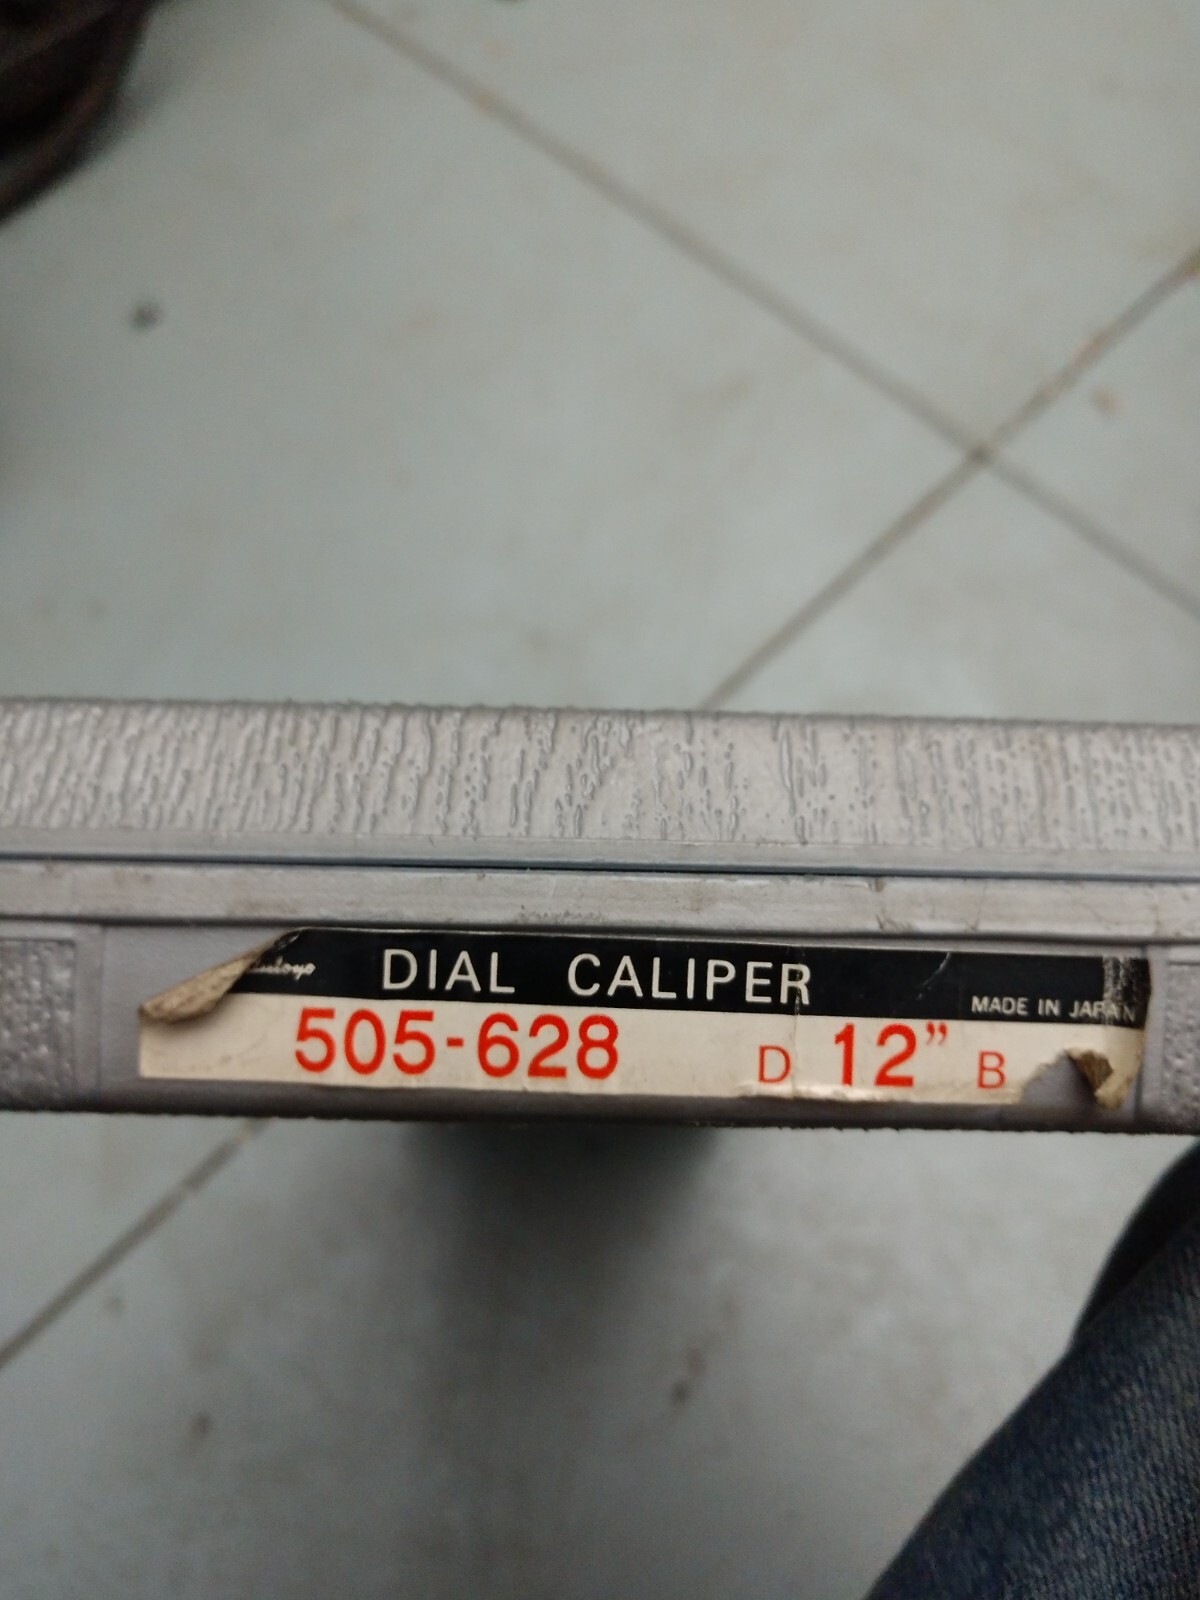 DIAL CALIPER
MADE IN JAPAN
505-628 D 12” B